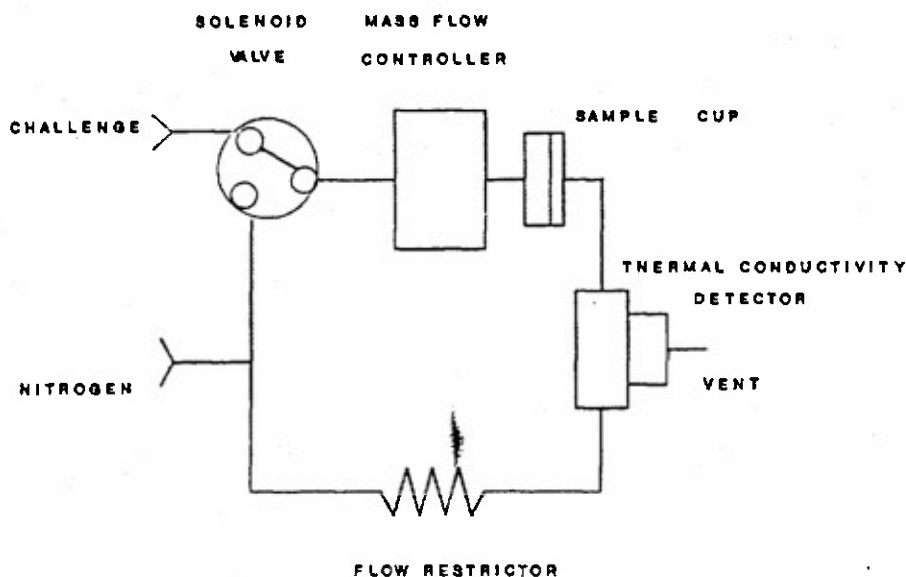 SOLENOID
VALVE
MASS FLOW
CONTROLLER
CHALLENGE
SAMPLE CUP
THERMAL CONDUCTIVITY
DETECTOR
NITROGEN
VENT
FLOW RESTRICTOR